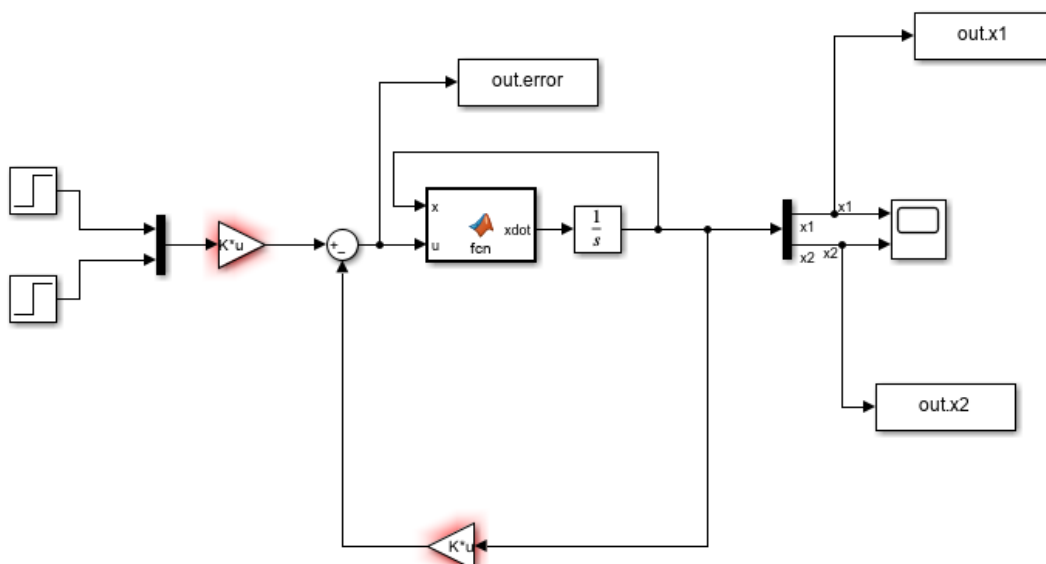 out.x1
out.error
x
u
fcn
xdot
1
s
K*u
+
−
x1
x1
x2
x2
out.x2
K*u